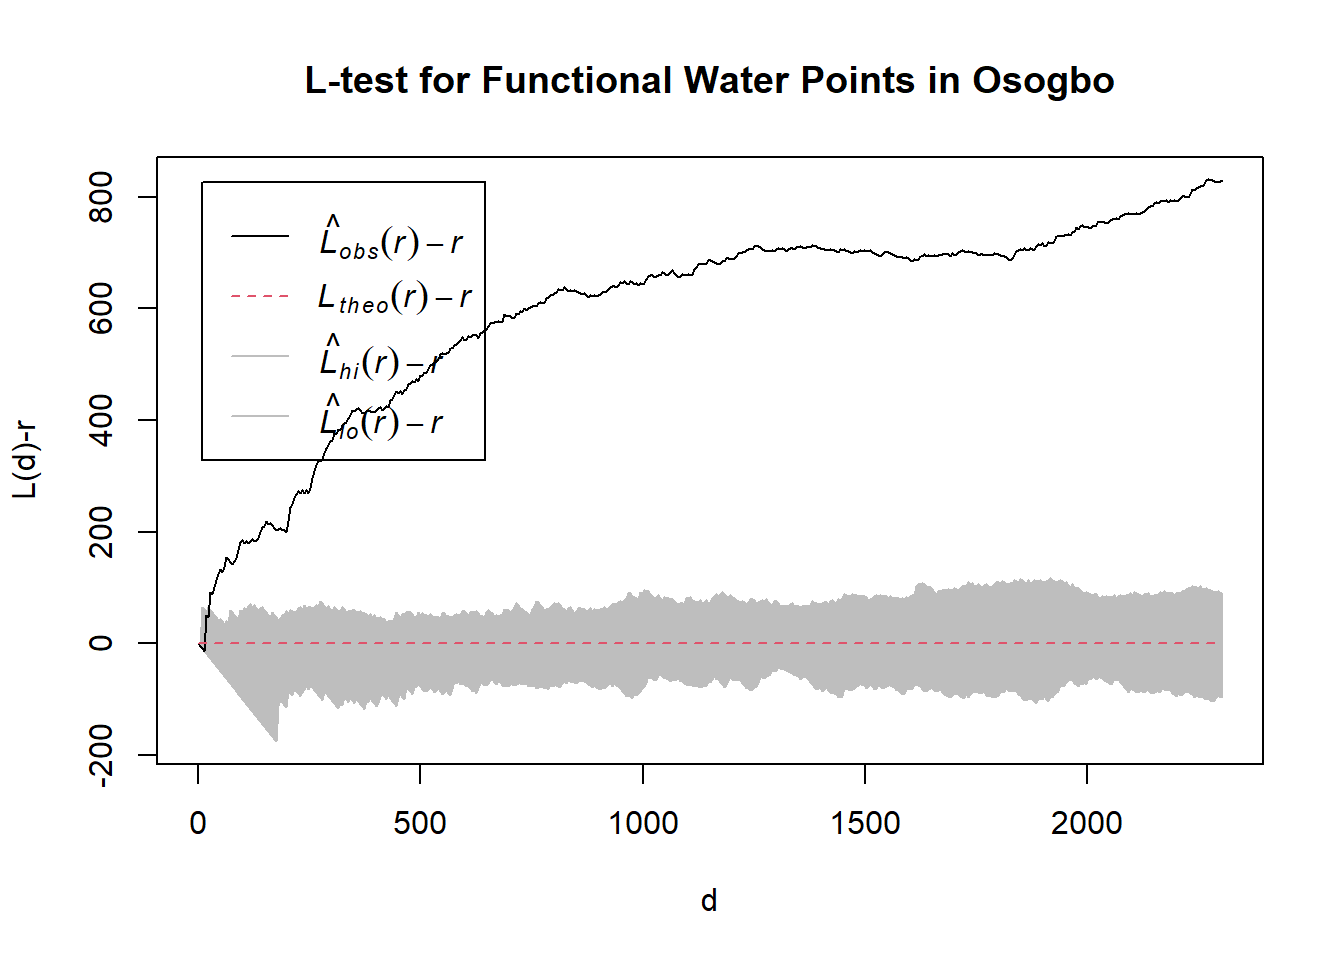 L-test for Functional Water Points in Osogbo
L(d)-r
800
600
400
200
0
-200
L̂obs(r) − r
Ltheo(r) − r
L̂hi(r) − r
L̂lo(r) − r
0 500 1000 1500 2000
d